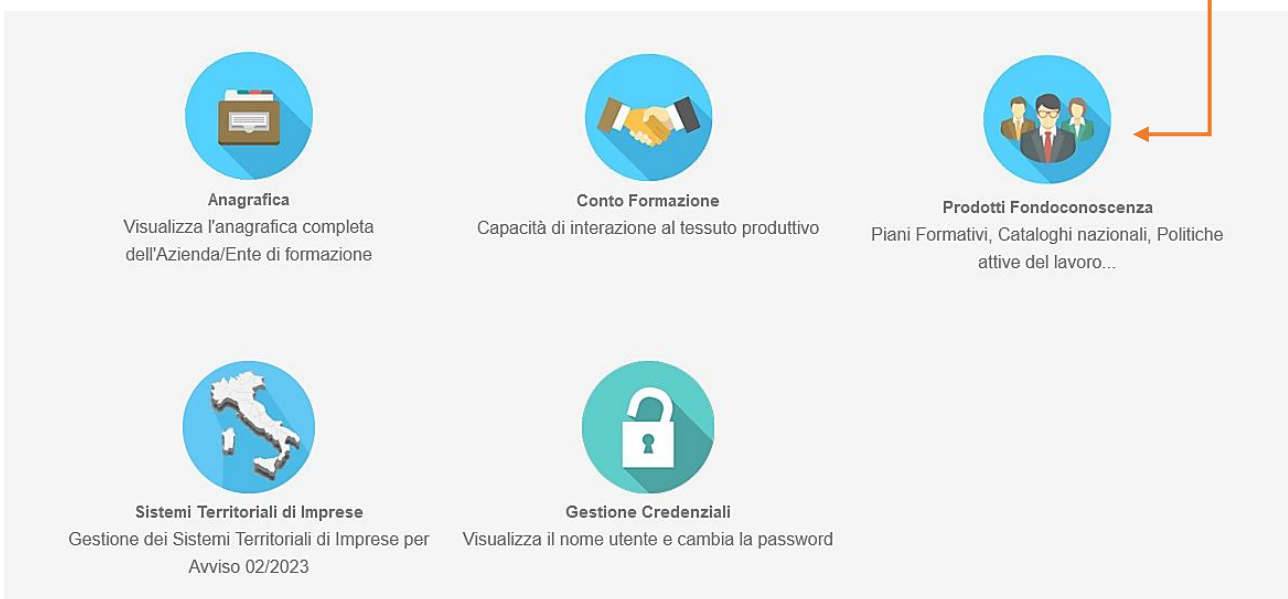 Anagrafica
Visualizza l'anagrafica completa
dell'Azienda/Ente di formazione
Conto Formazione
Capacità di interazione al tessuto produttivo
Prodotti Fondoconoscenza
Piani Formativi, Cataloghi nazionali, Politiche
attive del lavoro...
Sistemi Territoriali di Imprese
Gestione dei Sistemi Territoriali di Imprese per
Avviso 02/2023
Gestione Credenziali
Visualizza il nome utente e cambia la password